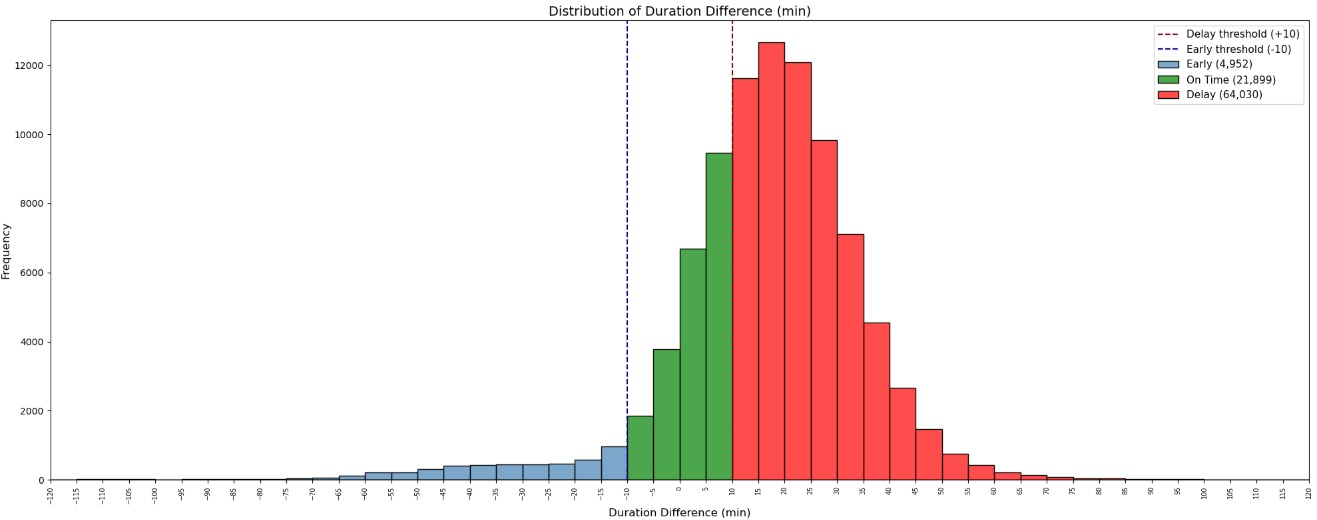 Distribution of Duration Difference (min)
Delay threshold (+10)
Early threshold (-10)
Early (4,952)
On Time (21,899)
Delay (64,030)
Frequency
12000
10000
8000
6000
4000
2000
0
−120 −115 −110 −105 −100 −95 −90 −85 −80 −75 −70 −65 −60 −55 −50 −45 −40 −35 −30 −25 −20 −15 −10 −5 0 5 10 15 20 25 30 35 40 45 50 55 60 65 70 75 80 85 90 95 100 105 110 115 120
Duration Difference (min)